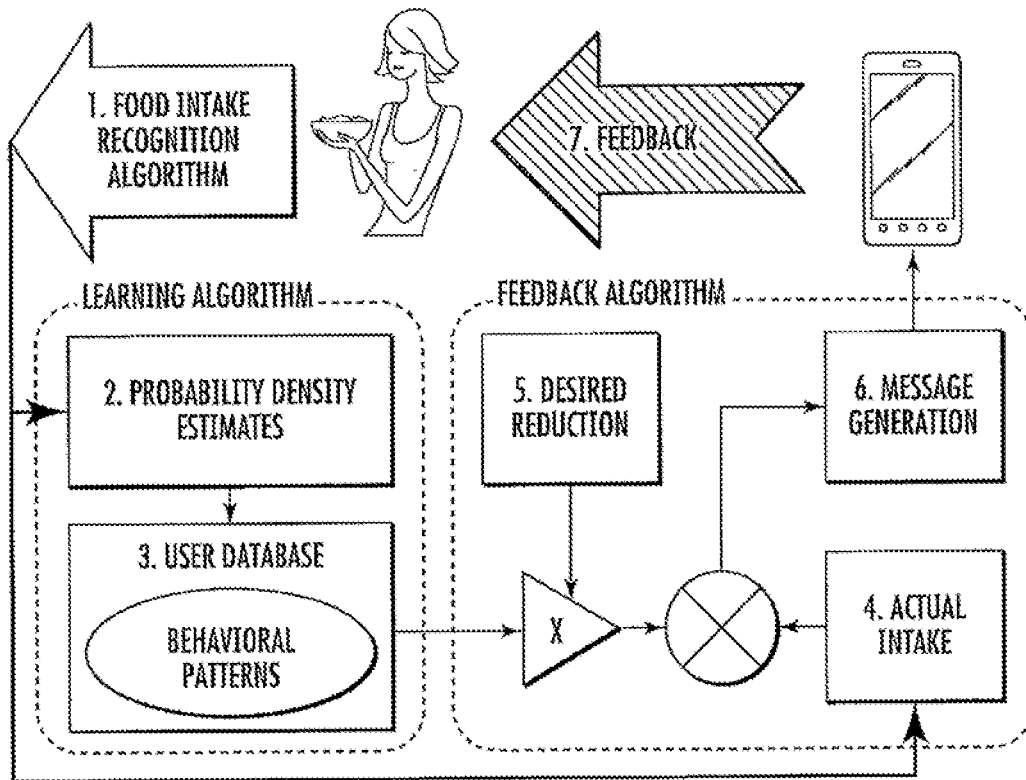 1. FOOD INTAKE
RECOGNITION
ALGORITHM
7. FEEDBACK
LEARNING ALGORITHM
2. PROBABILITY DENSITY
ESTIMATES
3. USER DATABASE
BEHAVIORAL
PATTERNS
FEEDBACK ALGORITHM
5. DESIRED
REDUCTION
6. MESSAGE
GENERATION
X
4. ACTUAL
INTAKE